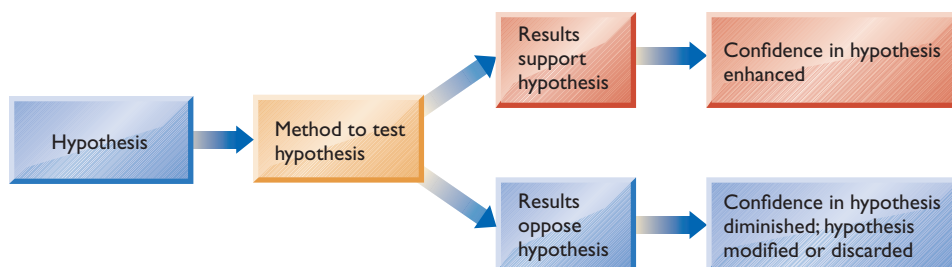 Hypothesis
Method to test
hypothesis
Results
support
hypothesis
Confidence in hypothesis
enhanced
Results
oppose
hypothesis
Confidence in hypothesis
diminished; hypothesis
modified or discarded